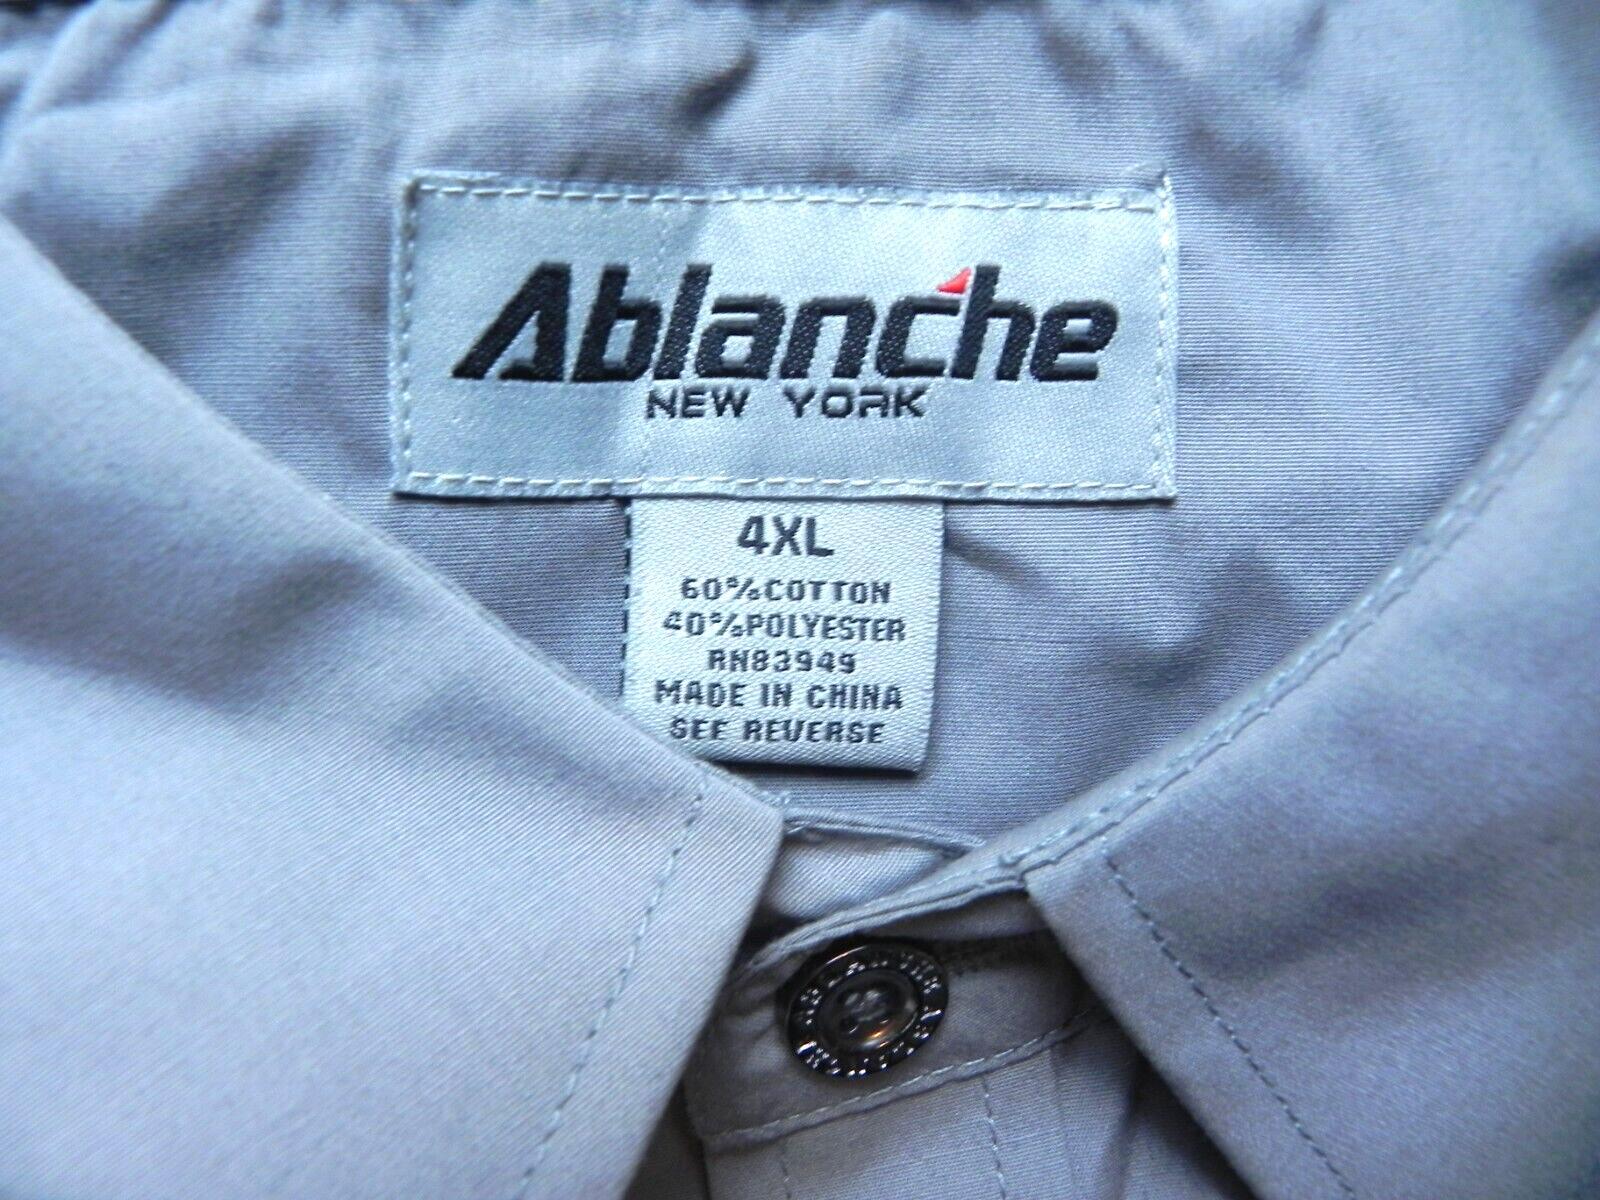 Ablanche
NEW YORK
4XL
60%COTTON
40%POLYESTER
RN83949
MADE IN CHINA
SEE REVERSE